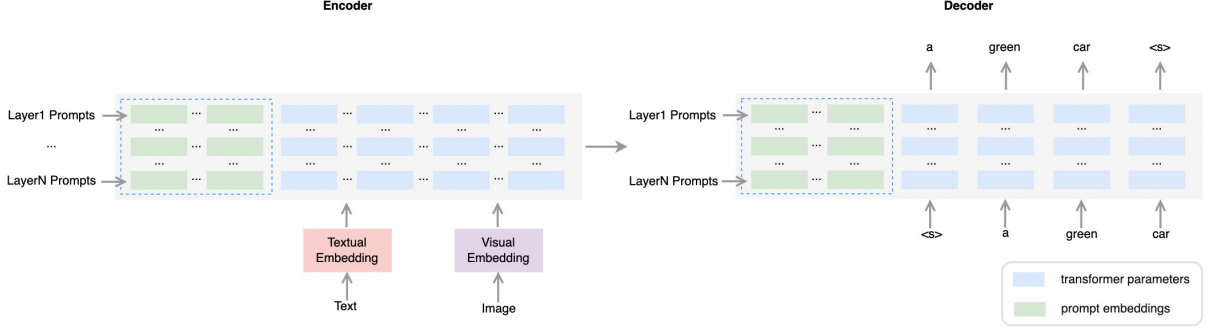 Encoder
Decoder
a green car <s>
Layer1 Prompts
...
LayerN Prompts
... ... ... ... ...
... ... ... ... ...
... ... ... ... ...
... ... ... ... ...
... ... ... ... ...
Layer1 Prompts
LayerN Prompts
...
... ... ... ... ...
...
... ... ... ... ...
...
Textual
Embedding
Visual
Embedding
Text
Image
<s> a green car
transformer parameters
prompt embeddings